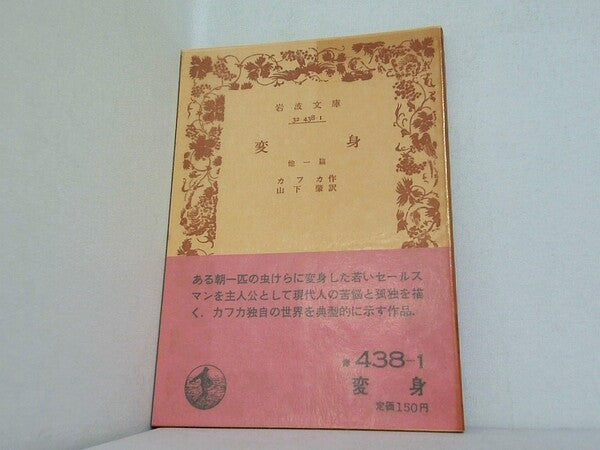 岩波文庫
32-438-1
変身
他一篇
カフカ作
山下肇訳
ある朝一匹の虫けらに変身した若いセールス
マンを主人公として現代人の苦悩と孤独を描
く．カフカ独自の世界を典型的に示す作品．
438-1
変身
定価150円